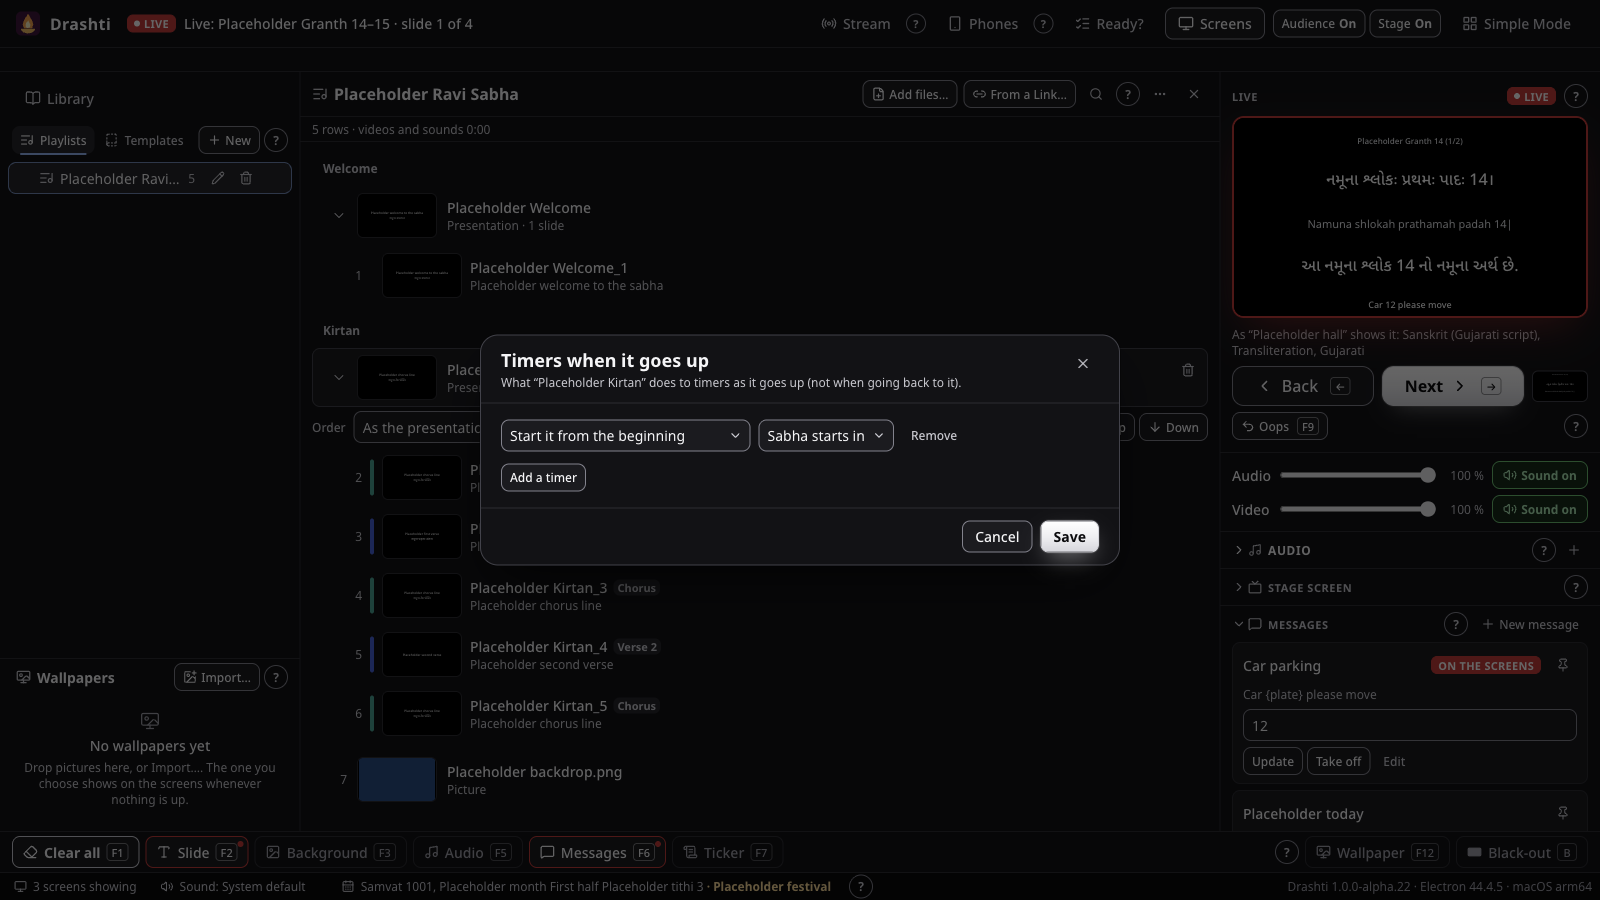 Drashti
LIVE
Live: Placeholder Granth 14–15 · slide 1 of 4
Stream ?
Phones ?
Ready?
Screens
Audience On
Stage On
Simple Mode
Library
Playlists
Templates
New
?
Placeholder Ravi... 5
Wallpapers
Import...
?
No wallpapers yet
Drop pictures here, or Import.... The one you
choose shows on the screens whenever
nothing is up.
Placeholder Ravi Sabha
Add files...
From a Link...
?
5 rows · videos and sounds 0:00
Welcome
Placeholder Welcome
Presentation · 1 slide
1
Placeholder Welcome_1
Placeholder welcome to the sabha
Kirtan
Order
As the presentatio
Down
2
3
4
Placeholder Kirtan_3 Chorus
Placeholder chorus line
5
Placeholder Kirtan_4 Verse 2
Placeholder second verse
6
Placeholder Kirtan_5 Chorus
Placeholder chorus line
7
Placeholder backdrop.png
Picture
Timers when it goes up
What “Placeholder Kirtan” does to timers as it goes up (not when going back to it).
Start it from the beginning
Sabha starts in
Remove
Add a timer
Cancel
Save
LIVE
LIVE ?
Placeholder Granth 14 (1/2)
નમૂના શ્લોકઃ પ્રથમઃ પાદઃ 14।
Namuna shlokah prathamah padah 14|
આ નમૂના શ્લોક 14 નો નમૂના અર્થ છે.
Car 12 please move
As “Placeholder hall” shows it: Sanskrit (Gujarati script),
Transliteration, Gujarati
Back
Next
Oops F9
?
Audio 100 % Sound on
Video 100 % Sound on
AUDIO ?
STAGE SCREEN ?
MESSAGES ? New message
Car parking ON THE SCREENS
Car {plate} please move
12
Update
Take off
Edit
Placeholder today
Clear all F1
Slide F2
Background F3
Audio F5
Messages F6
Ticker F7
?
Wallpaper F12
Black-out B
3 screens showing
Sound: System default
Samvat 1001, Placeholder month First half Placeholder tithi 3 · Placeholder festival
?
Drashti 1.0.0-alpha.22 · Electron 44.4.5 · macOS arm64